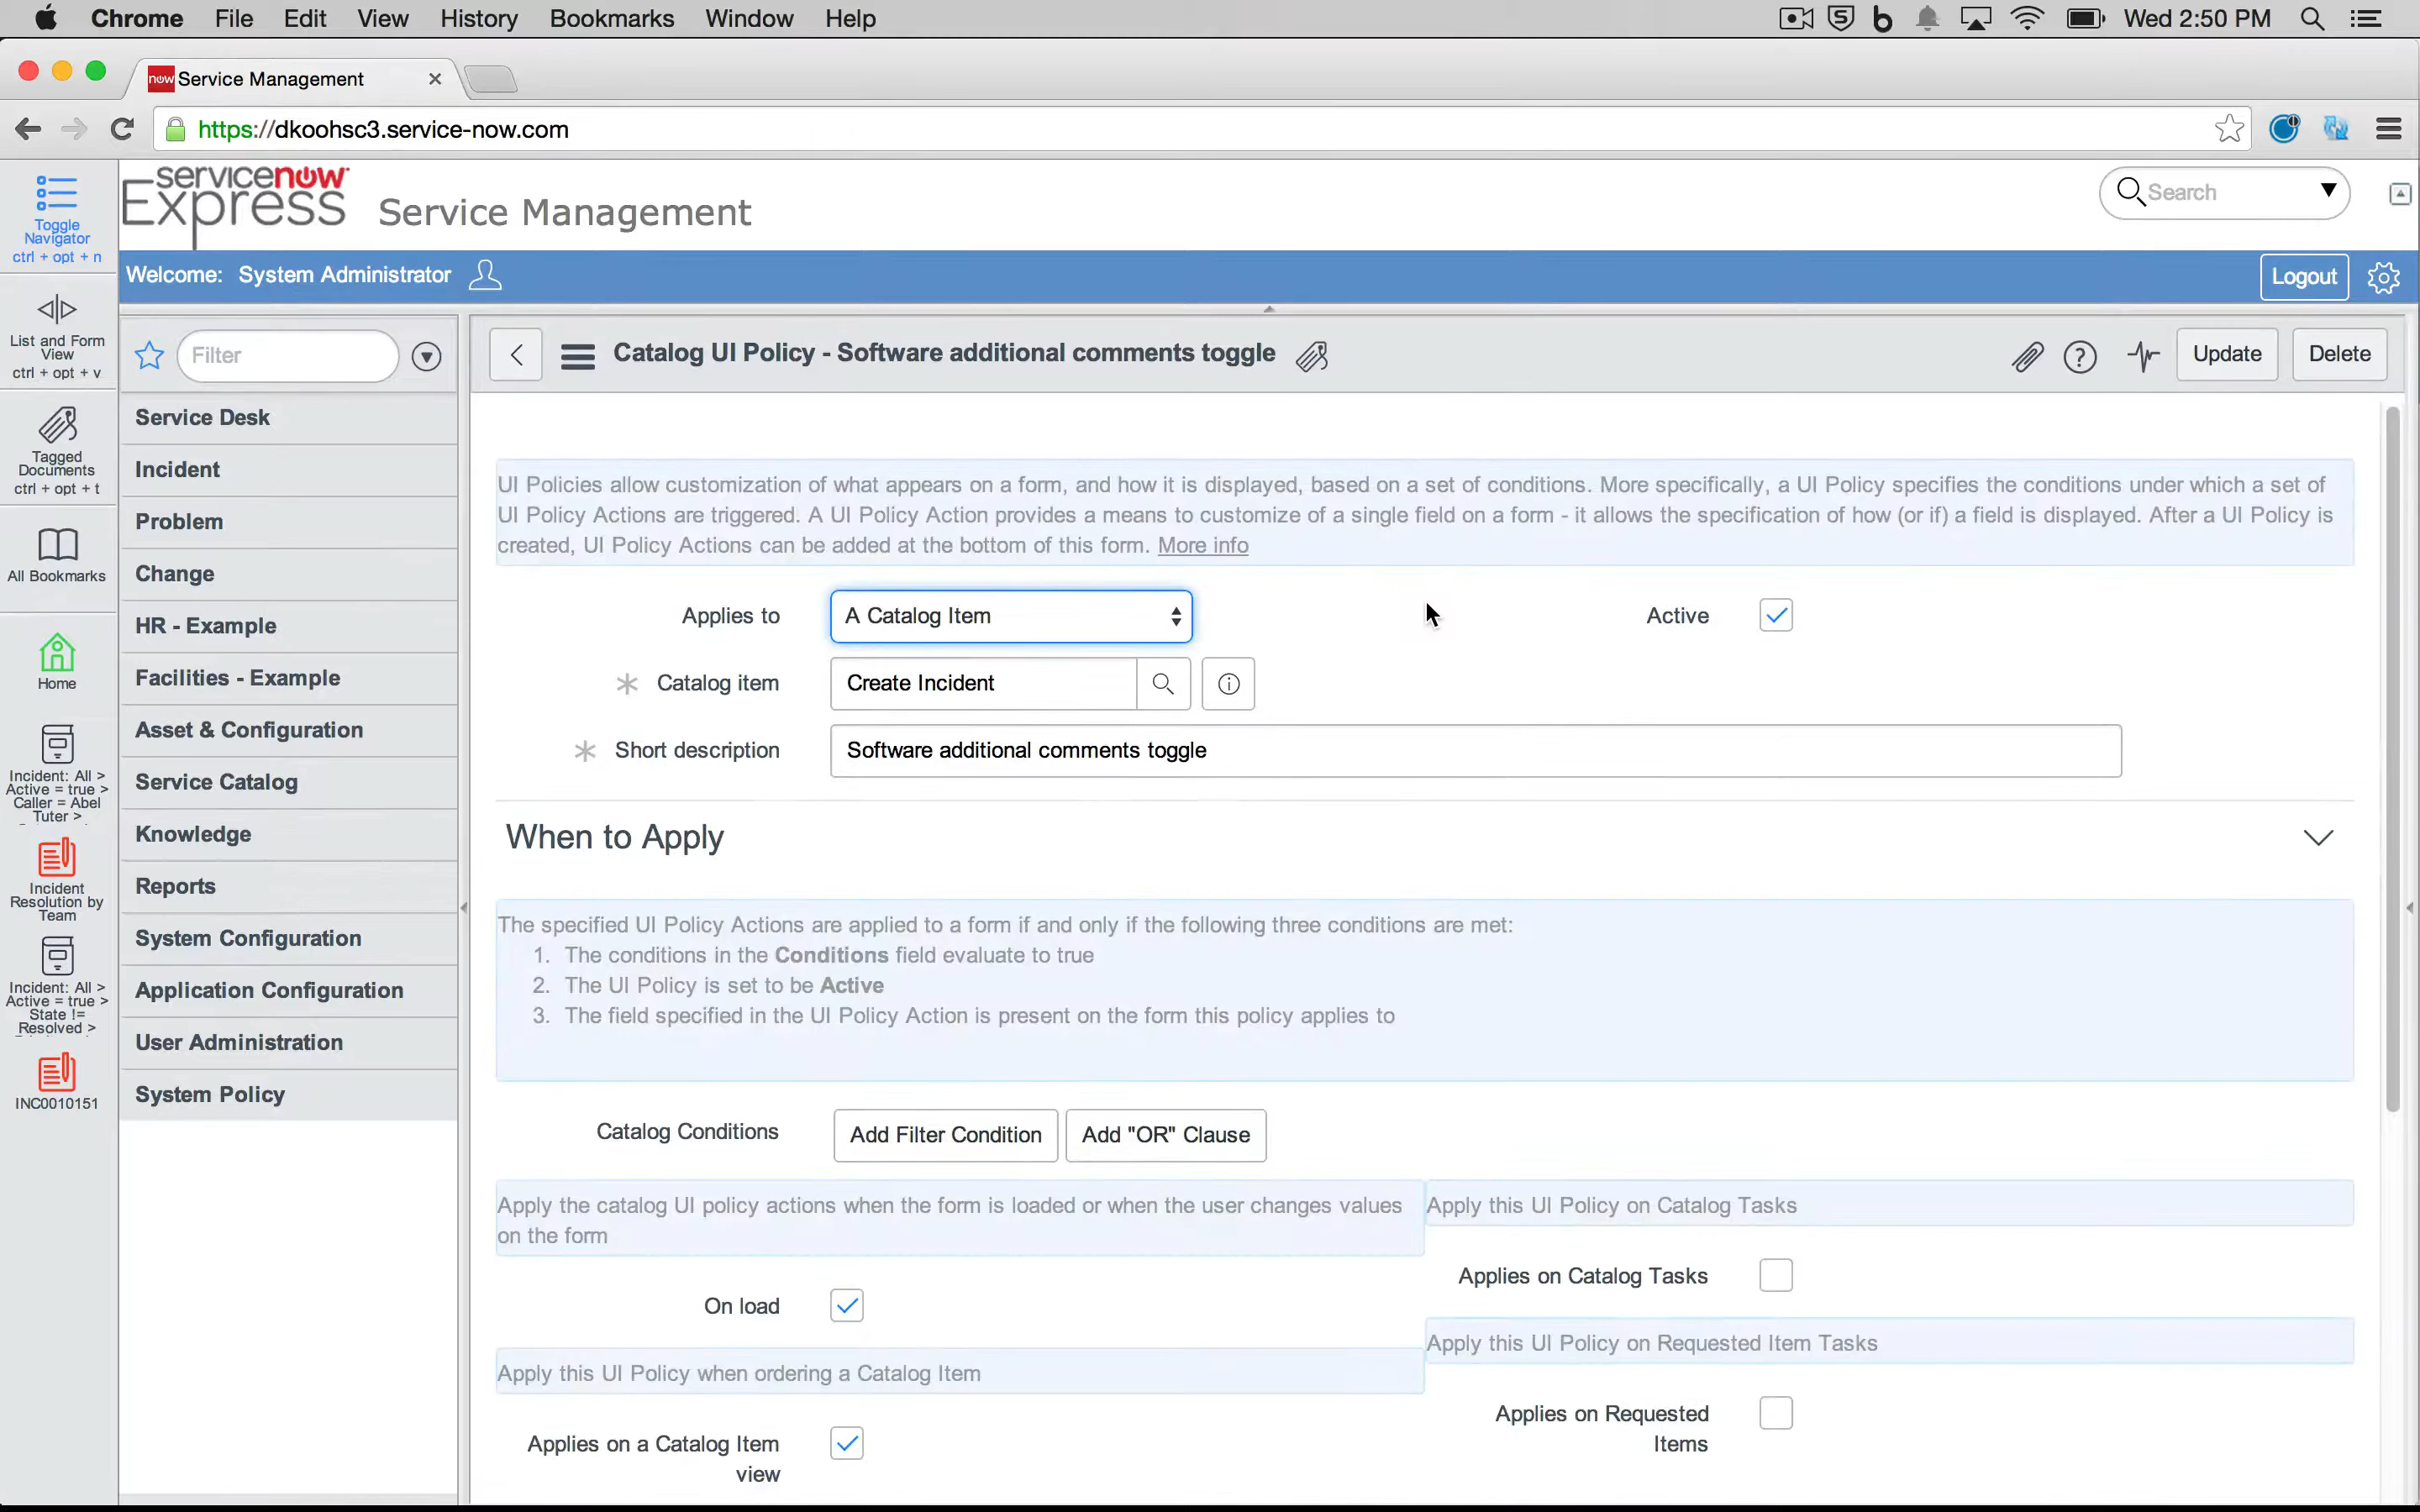 Chrome File Edit View History Bookmarks Window Help Wed 2:50 PM
now Service Management
https://dkoohsc3.service-now.com
servicenow
Express Service Management
Search
Welcome: System Administrator
Logout
Toggle
Navigator
ctrl + opt + n
List and Form
View
ctrl + opt + v
Tagged
Documents
ctrl + opt + t
All Bookmarks
Home
Incident: All >
Active = true >
Caller = Abel
Tuter >
Incident
Resolution by
Team
Incident: All >
Active = true >
State !=
Resolved >
INC0010151
Filter
Service Desk
Incident
Problem
Change
HR - Example
Facilities - Example
Asset & Configuration
Service Catalog
Knowledge
Reports
System Configuration
Application Configuration
User Administration
System Policy
Catalog UI Policy - Software additional comments toggle
Update Delete
UI Policies allow customization of what appears on a form, and how it is displayed, based on a set of conditions. More specifically, a UI Policy specifies the conditions under which a set of
UI Policy Actions are triggered. A UI Policy Action provides a means to customize of a single field on a form - it allows the specification of how (or if) a field is displayed. After a UI Policy is
created, UI Policy Actions can be added at the bottom of this form. More info
Applies to A Catalog Item Active
Catalog item Create Incident
Short description Software additional comments toggle
When to Apply
The specified UI Policy Actions are applied to a form if and only if the following three conditions are met:
1. The conditions in the Conditions field evaluate to true
2. The UI Policy is set to be Active
3. The field specified in the UI Policy Action is present on the form this policy applies to
Catalog Conditions Add Filter Condition Add "OR" Clause
Apply the catalog UI policy actions when the form is loaded or when the user changes values
on the form
On load
Apply this UI Policy when ordering a Catalog Item
Applies on a Catalog Item
view
Apply this UI Policy on Catalog Tasks
Applies on Catalog Tasks
Apply this UI Policy on Requested Item Tasks
Applies on Requested
Items